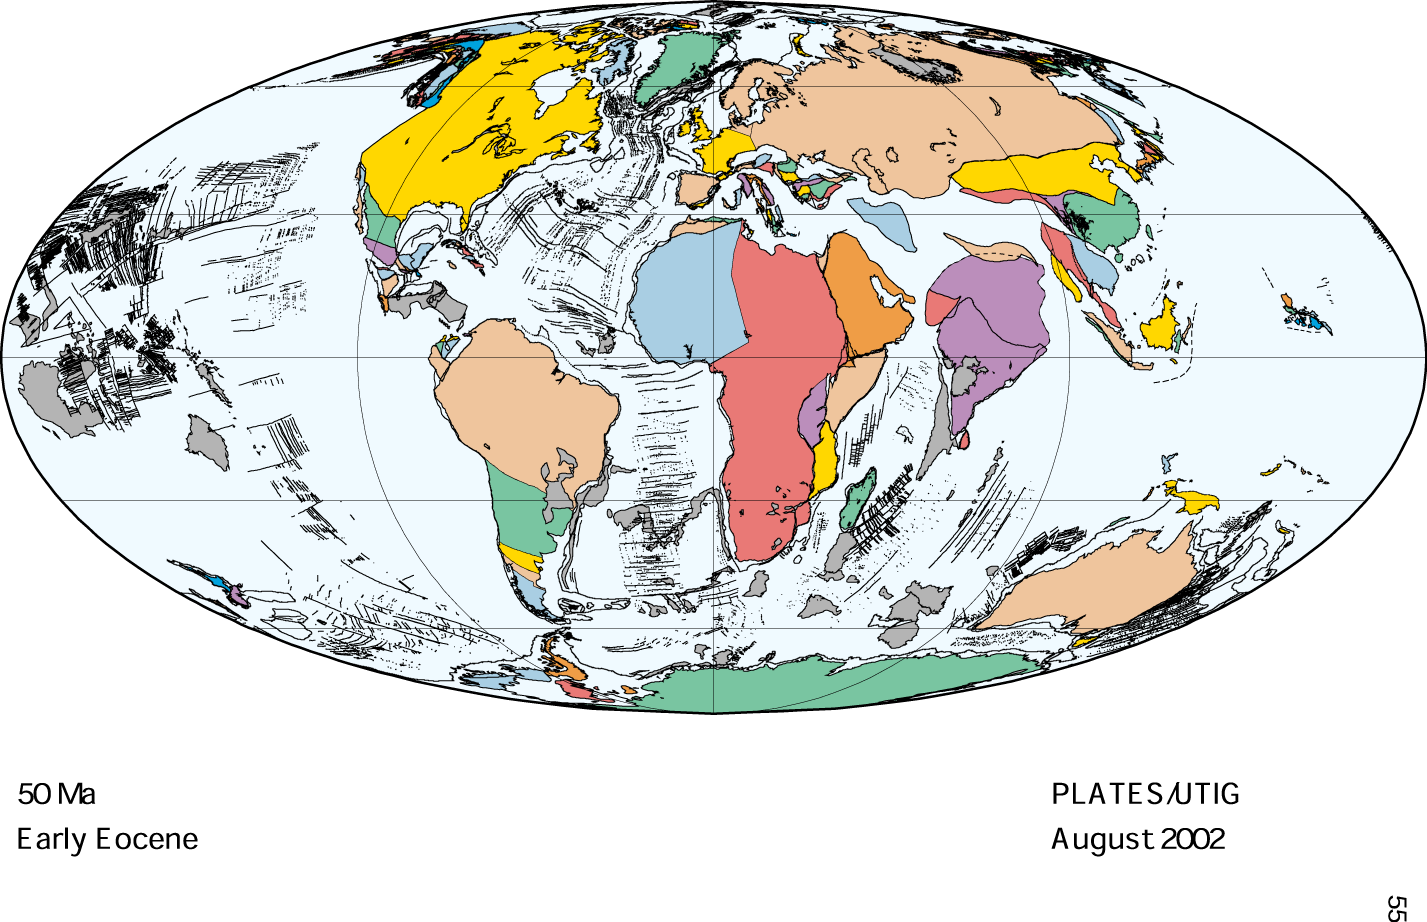 50 Ma
Early Eocene
PLATES/UTIG
August 2002
55